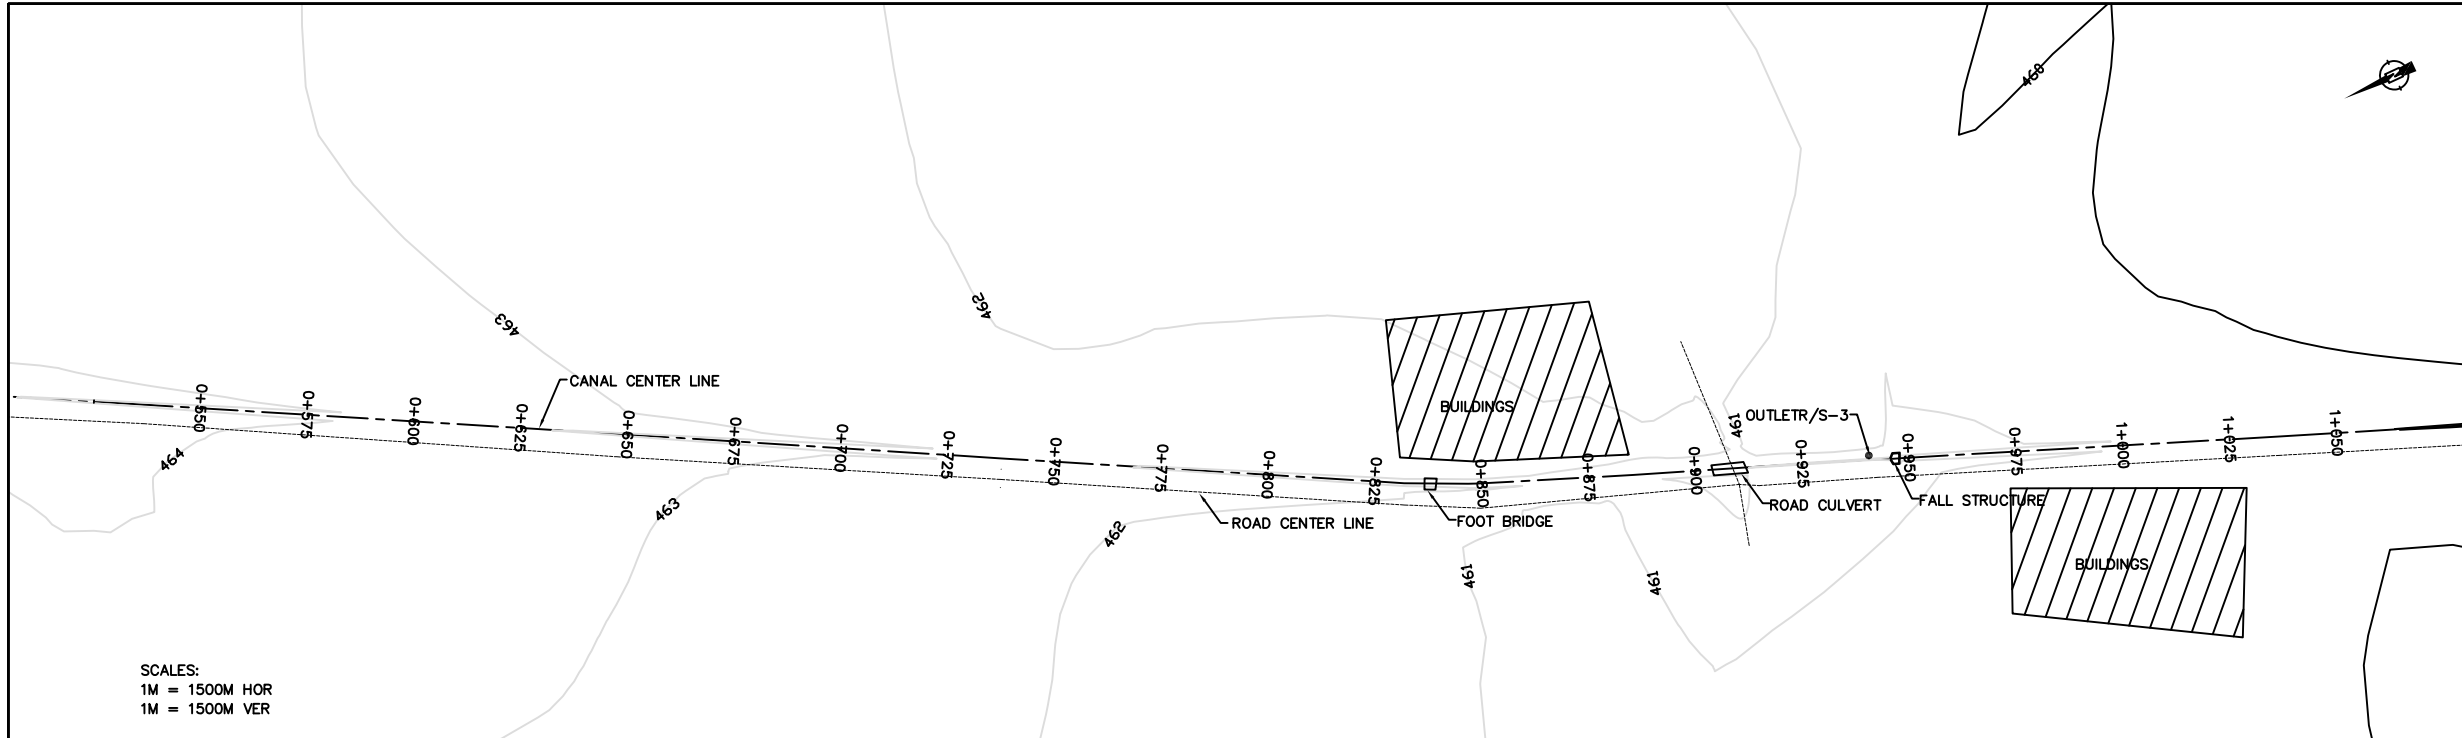 460
462
463
CANAL CENTER LINE
0+550
0+575
0+600
0+625
0+650
0+675
0+700
0+725
0+750
0+775
0+800
0+825
0+850
0+875
0+900
0+925
0+950
0+975
1+000
1+025
1+050
BUILDINGS
461
OUTLETR/S-3
464
463
462
ROAD CENTER LINE
FOOT BRIDGE
ROAD CULVERT
FALL STRUCTURE
461
461
BUILDINGS
SCALES:
1M = 1500M HOR
1M = 1500M VER
N